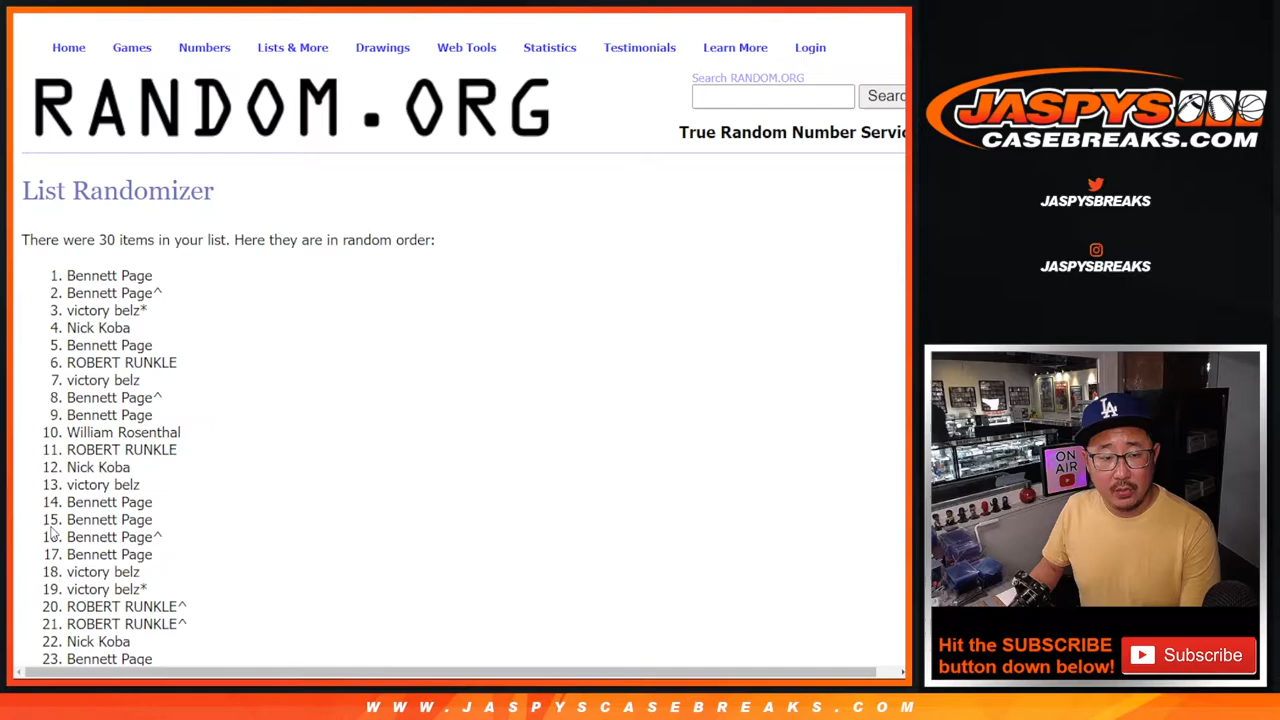 Home Games Numbers Lists & More Drawings Web Tools Statistics Testimonials Learn More Login
RANDOM.ORG
Search RANDOM.ORG
Searc
True Random Number Servic
List Randomizer
There were 30 items in your list. Here they are in random order:
1. Bennett Page
2. Bennett Page^
3. victory belz*
4. Nick Koba
5. Bennett Page
6. ROBERT RUNKLE
7. victory belz
8. Bennett Page^
9. Bennett Page
10. William Rosenthal
11. ROBERT RUNKLE
12. Nick Koba
13. victory belz
14. Bennett Page
15. Bennett Page
16. Bennett Page^
17. Bennett Page
18. victory belz
19. victory belz*
20. ROBERT RUNKLE^
21. ROBERT RUNKLE^
22. Nick Koba
23. Bennett Page
JASPYS
CASEBREAKS.COM
JASPYSBREAKS
JASPYSBREAKS
LA
ON
AIR
Hit the SUBSCRIBE
button down below!
Subscribe
WWW.JASPYSCASEBREAKS.COM